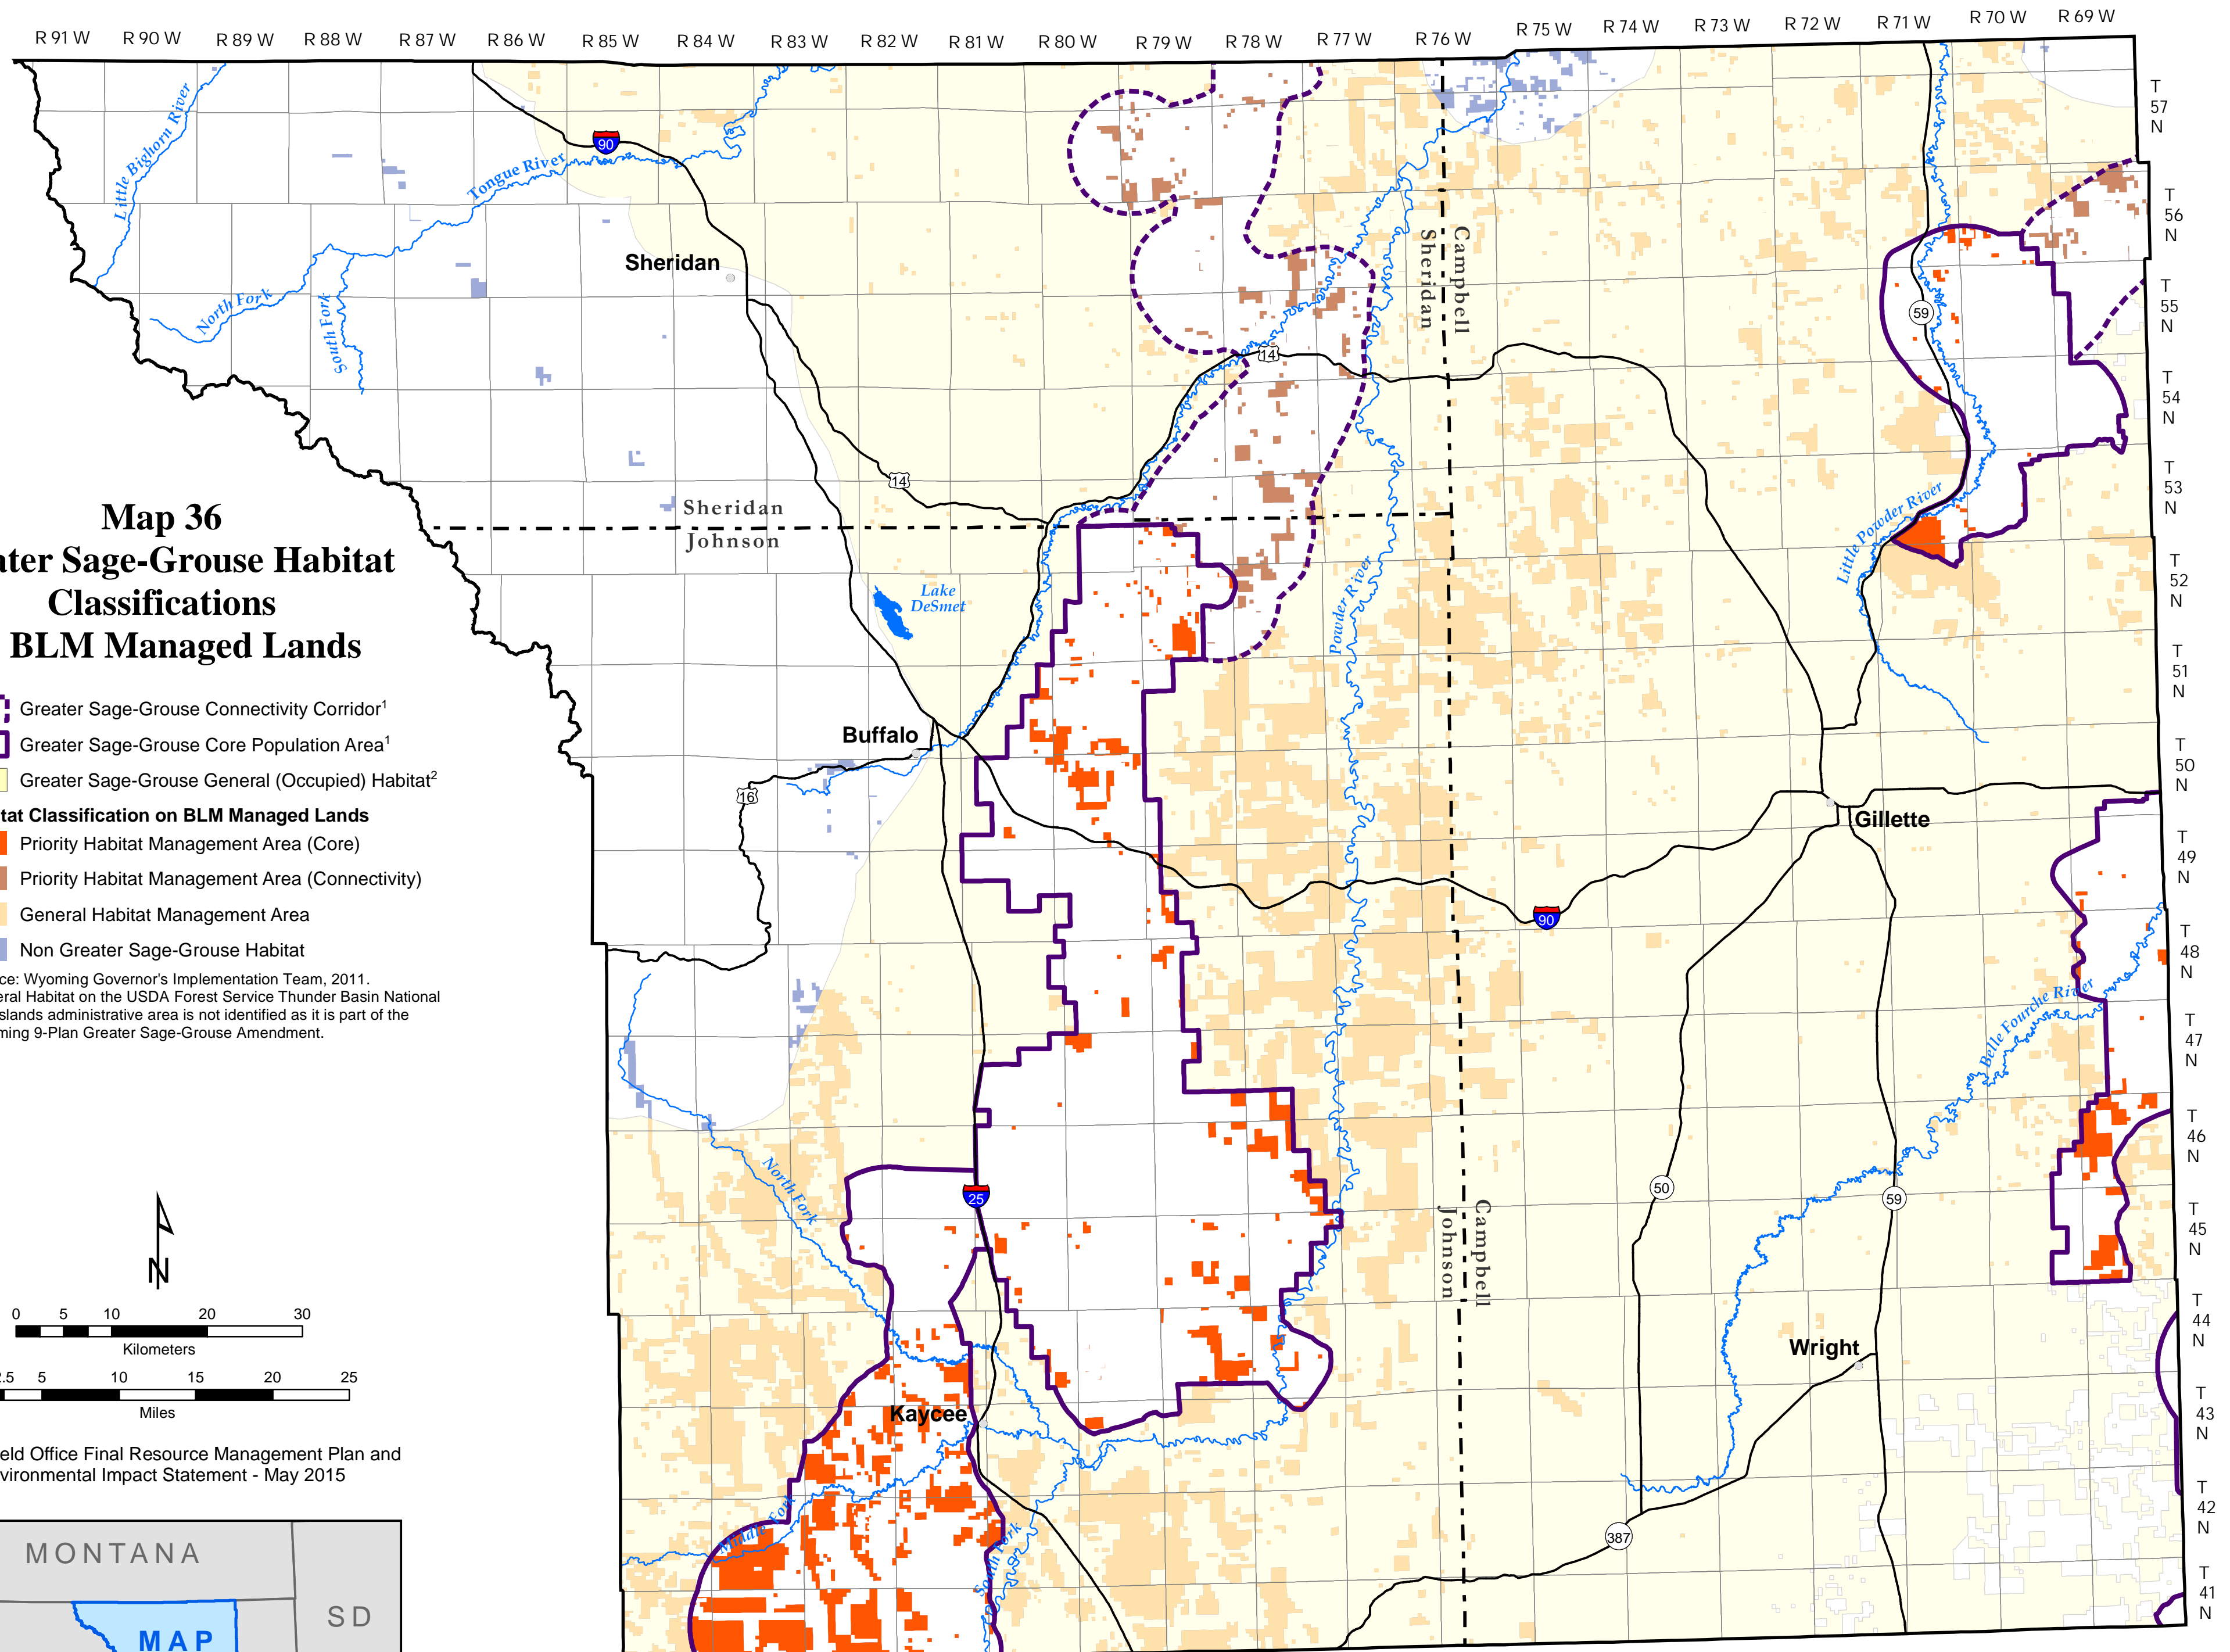 R 91 W R 90 W R 89 W R 88 W R 87 W R 86 W R 85 W R 84 W R 83 W R 82 W R 81 W R 80 W R 79 W R 78 W R 77 W R 76 W R 75 W R 74 W R 73 W R 72 W R 71 W R 70 W R 69 W
T
57
N
T
56
N
T
55
N
T
54
N
T
53
N
T
52
N
T
51
N
T
50
N
T
49
N
T
48
N
T
47
N
T
46
N
T
45
N
T
44
N
T
43
N
T
42
N
T
41
N
Little Bighorn River
90
Tongue River
Sheridan
North Fork
South Fork
Sheridan
Campbell
59
14
14
Sheridan
Johnson
Lake
DeSmet
Powder River
Little Powder River
Buffalo
16
Gillette
90
Belle Fourche River
North Fork
25
50
59
Johnson
Campbell
Wright
Kaycee
Middle Fork
South Fork
387
Map 36
ater Sage-Grouse Habitat
Classifications
BLM Managed Lands
Greater Sage-Grouse Connectivity Corridor1
Greater Sage-Grouse Core Population Area1
Greater Sage-Grouse General (Occupied) Habitat2
tat Classification on BLM Managed Lands
Priority Habitat Management Area (Core)
Priority Habitat Management Area (Connectivity)
General Habitat Management Area
Non Greater Sage-Grouse Habitat
ce: Wyoming Governor's Implementation Team, 2011.
eral Habitat on the USDA Forest Service Thunder Basin National
slands administrative area is not identified as it is part of the
ming 9-Plan Greater Sage-Grouse Amendment.
N
0 5 10 20 30
Kilometers
2.5 5 10 15 20 25
Miles
eld Office Final Resource Management Plan and
vironmental Impact Statement - May 2015
MONTANA
SD
MAP